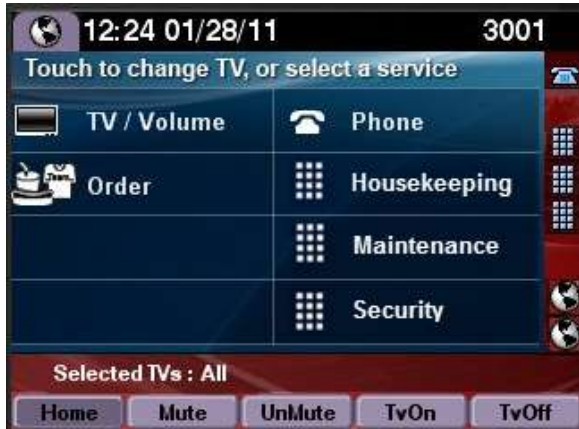 12:24 01/28/11 3001
Touch to change TV, or select a service
TV / Volume Phone
Order Housekeeping
Maintenance
Security
Selected TVs : All
Home Mute UnMute TvOn TvOff